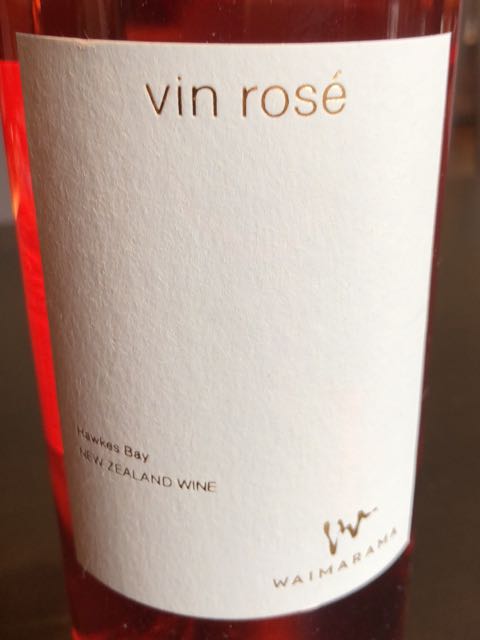 vin rosé
Hawkes Bay
NEW ZEALAND WINE
WAIMARAMA